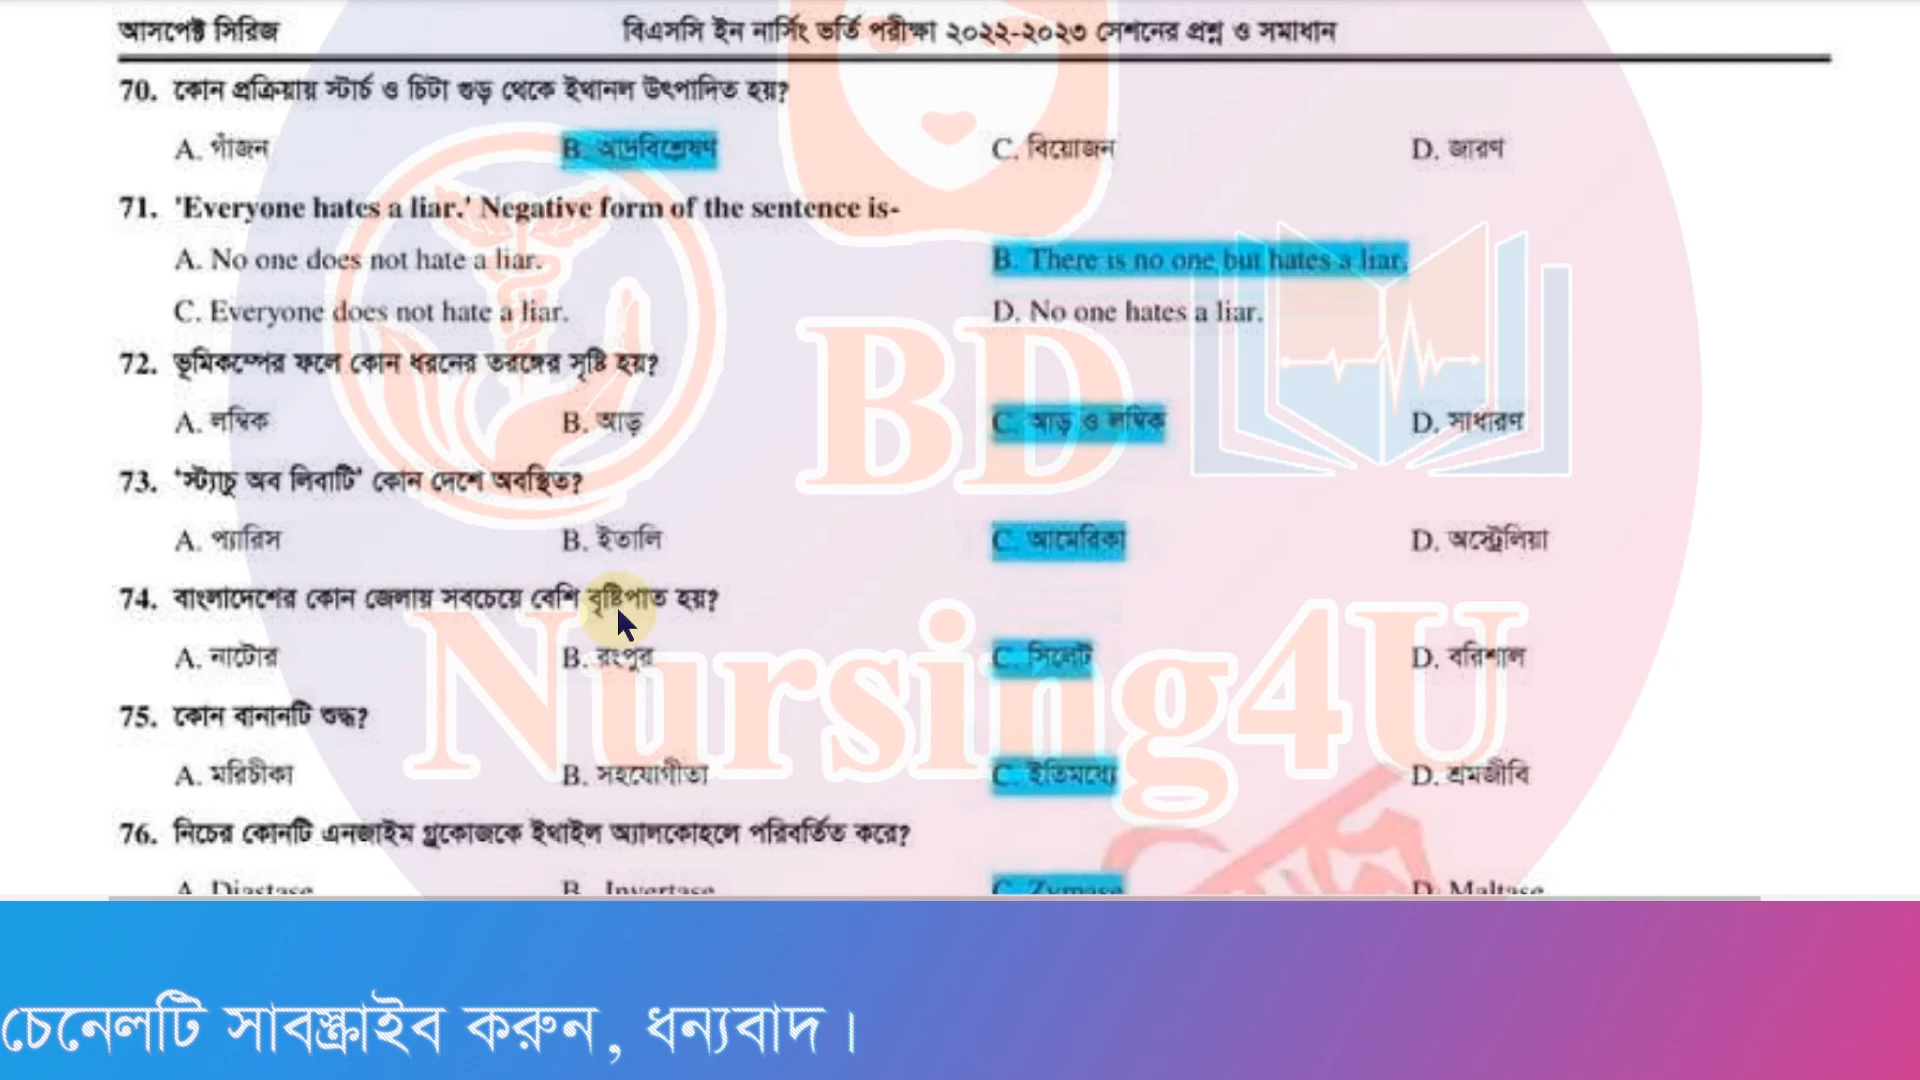 আসপেক্ট সিরিজ বিএসসি ইন নার্সিং ভর্তি পরীক্ষা ২০২২-২০২৩ সেশনের প্রশ্ন ও সমাধান
70. কোন প্রক্রিয়ায় স্টার্চ ও চিটা গুড় থেকে ইথানল উৎপাদিত হয়?
A. গাঁজন B. আদ্রবিশ্লেষণ C. বিয়োজন D. জারণ
71. 'Everyone hates a liar.' Negative form of the sentence is-
A. No one does not hate a liar. B. There is no one but hates a liar.
C. Everyone does not hate a liar. D. No one hates a liar.
72. ভূমিকম্পের ফলে কোন ধরনের তরঙ্গের সৃষ্টি হয়?
A. লম্বিক B. আড় C. আড় ও লম্বিক D. সাধারণ
73. 'স্ট্যাচু অব লিবার্টি' কোন দেশে অবস্থিত?
A. প্যারিস B. ইতালি C. আমেরিকা D. অস্ট্রেলিয়া
74. বাংলাদেশের কোন জেলায় সবচেয়ে বেশি বৃষ্টিপাত হয়?
A. নাটোর B. রংপুর C. সিলেট D. বরিশাল
75. কোন বানানটি শুদ্ধ?
A. মরিচীকা B. সহযোগীতা C. ইতিমধ্যে D. শ্রমজীবি
76. নিচের কোনটি এনজাইম গ্লুকোজকে ইথাইল অ্যালকোহলে পরিবর্তিত করে?
A. Diastase B. Invertase C. Zymase D. Maltase
BD
Nursing4U
চেনেলটি সাবস্ক্রাইব করুন, ধন্যবাদ।